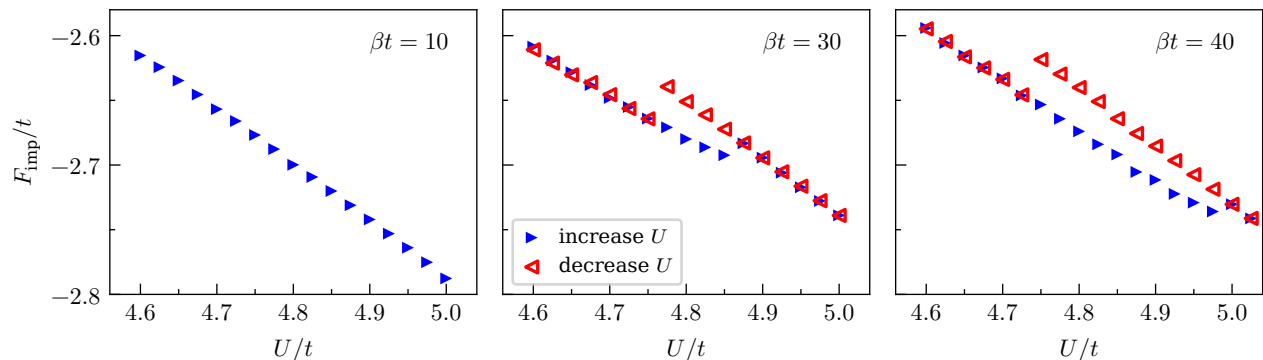 βt = 10
βt = 30
βt = 40
−2.6
−2.7
−2.8
F_imp/t
increase U
decrease U
4.6 4.7 4.8 4.9 5.0
4.6 4.7 4.8 4.9 5.0
4.6 4.7 4.8 4.9 5.0
U/t
U/t
U/t